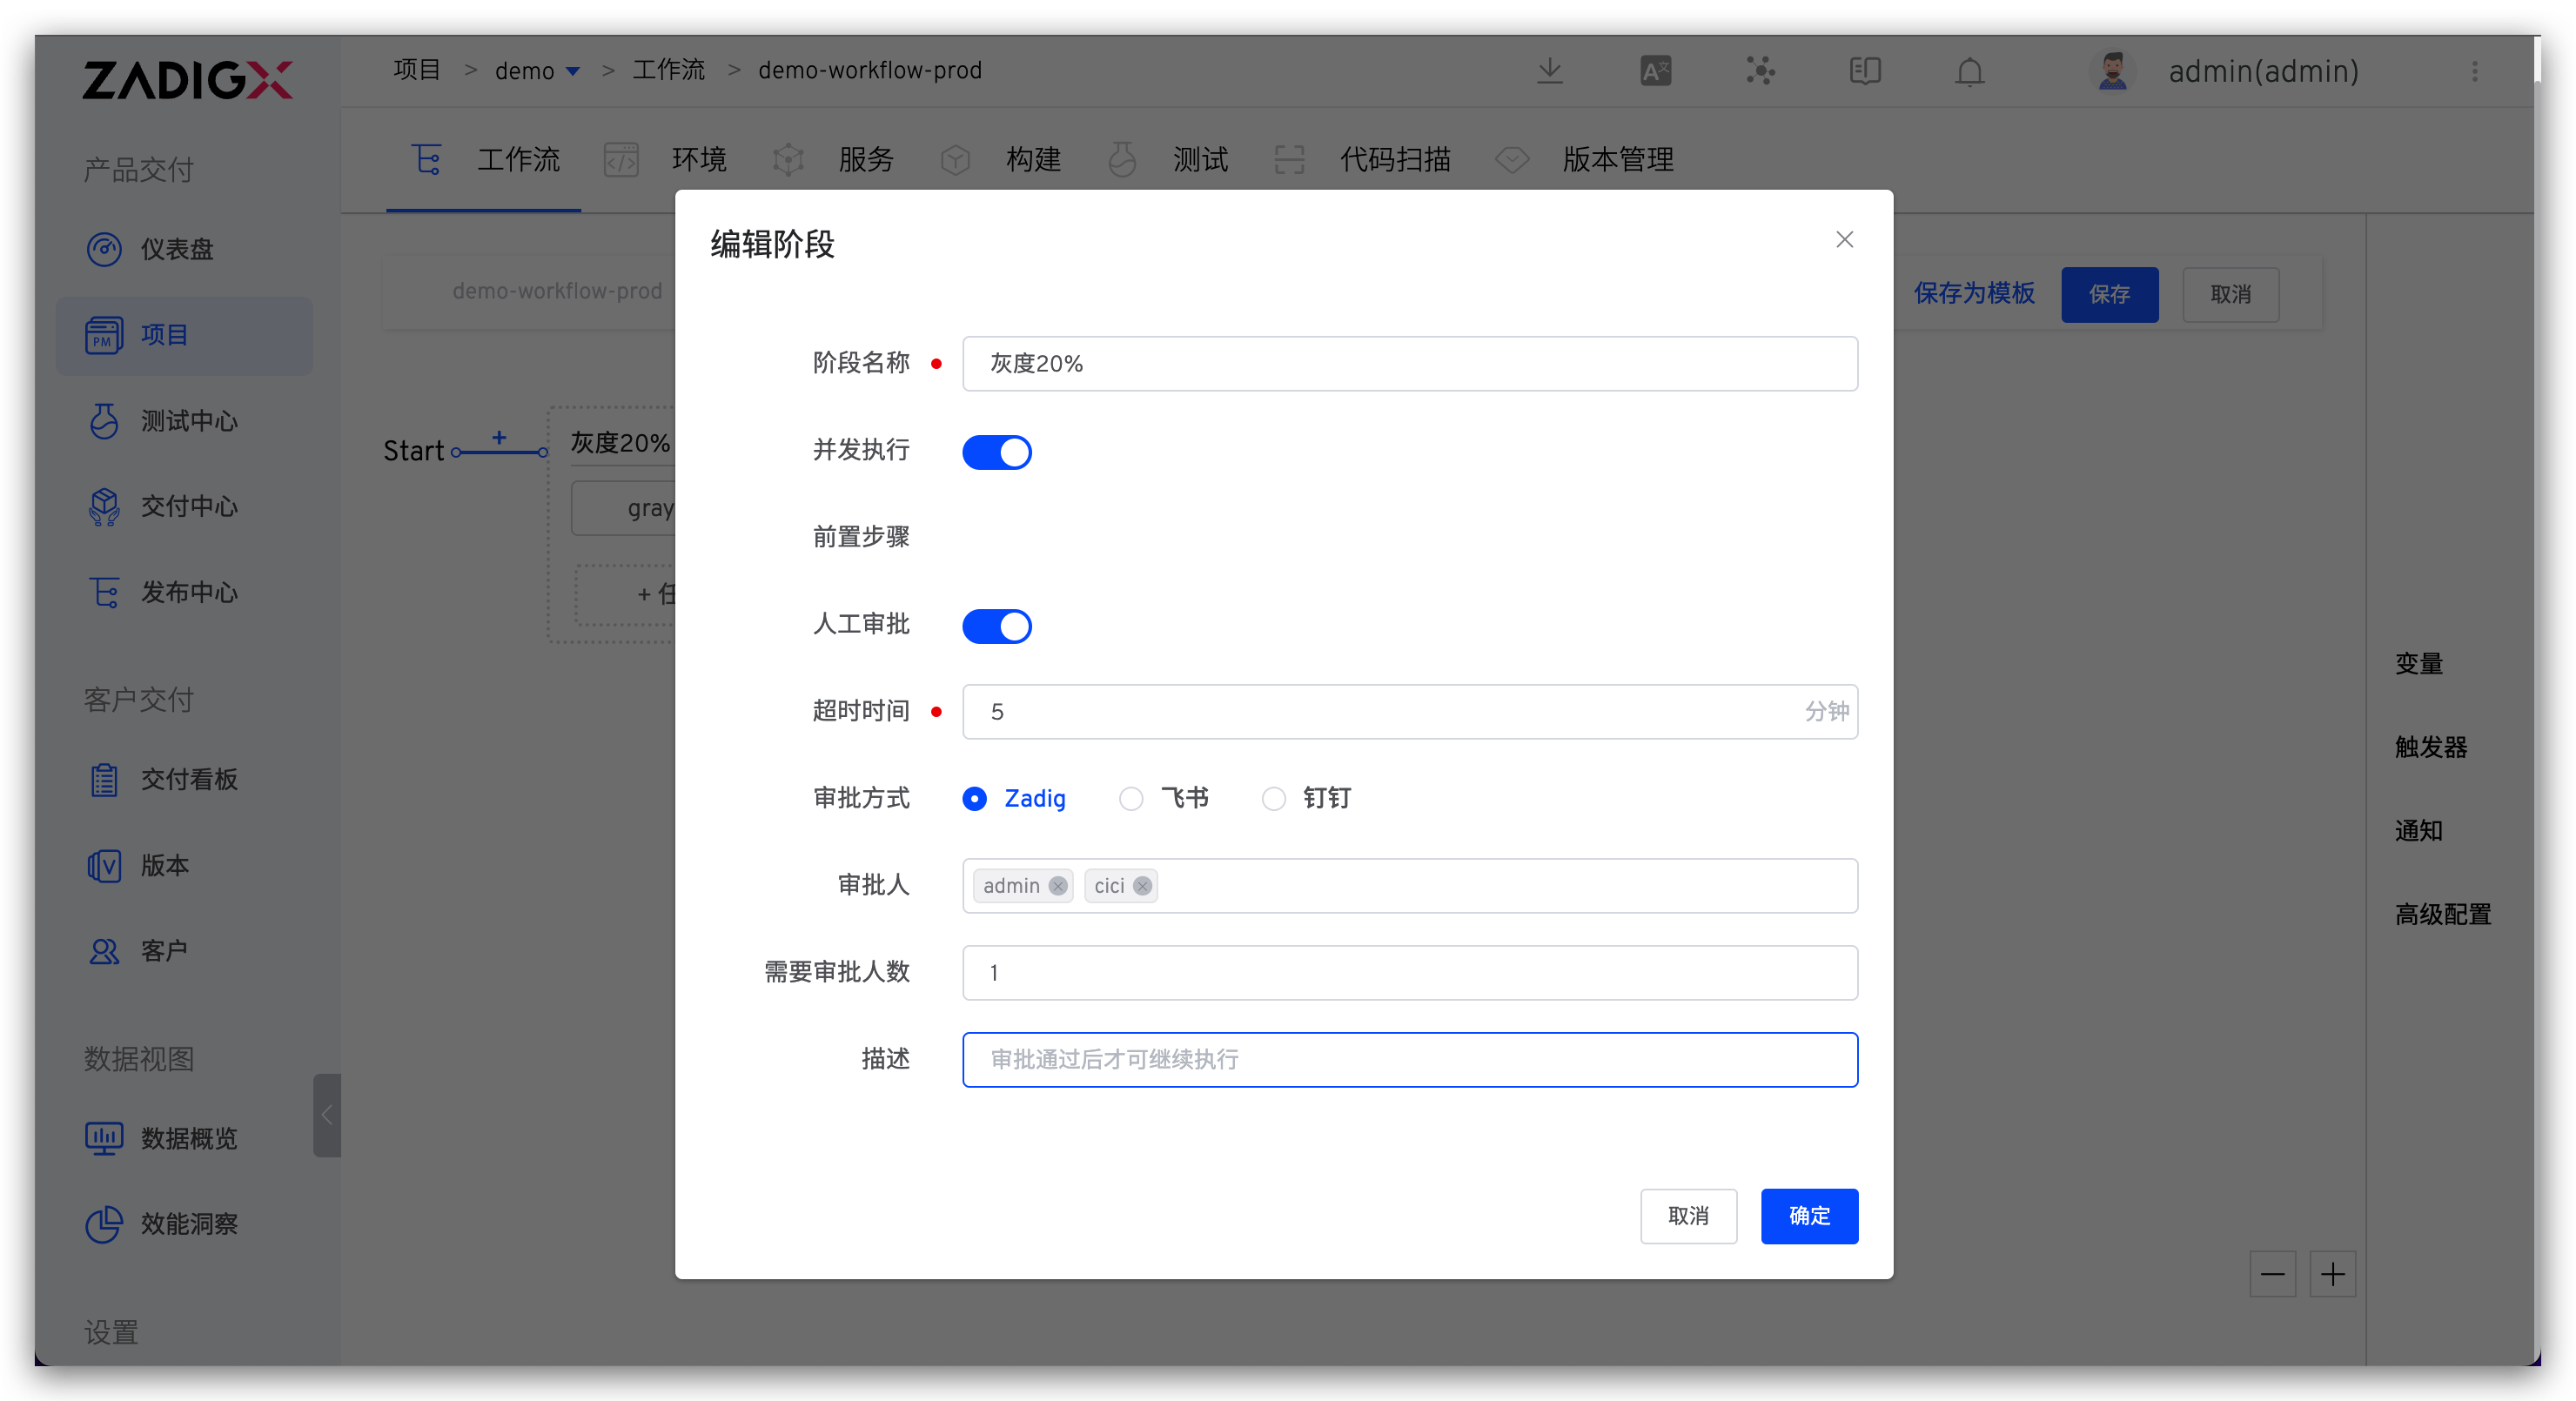 ZADIGX
项目 > demo > 工作流 > demo-workflow-prod
A文
admin(admin)
产品交付
仪表盘
PM 项目
测试中心
交付中心
发布中心
客户交付
交付看板
V 版本
客户
数据视图
数据概览
效能洞察
设置
工作流 </> 环境 服务 构建 测试 代码扫描 版本管理
demo-workflow-prod
保存为模板 保存 取消
Start + 灰度20%
gray
+ 任
编辑阶段
阶段名称 灰度20%
并发执行
前置步骤
人工审批
超时时间 5 分钟
审批方式 Zadig 飞书 钉钉
审批人 admin cici
需要审批人数 1
描述 审批通过后才可继续执行
取消 确定
变量
触发器
通知
高级配置